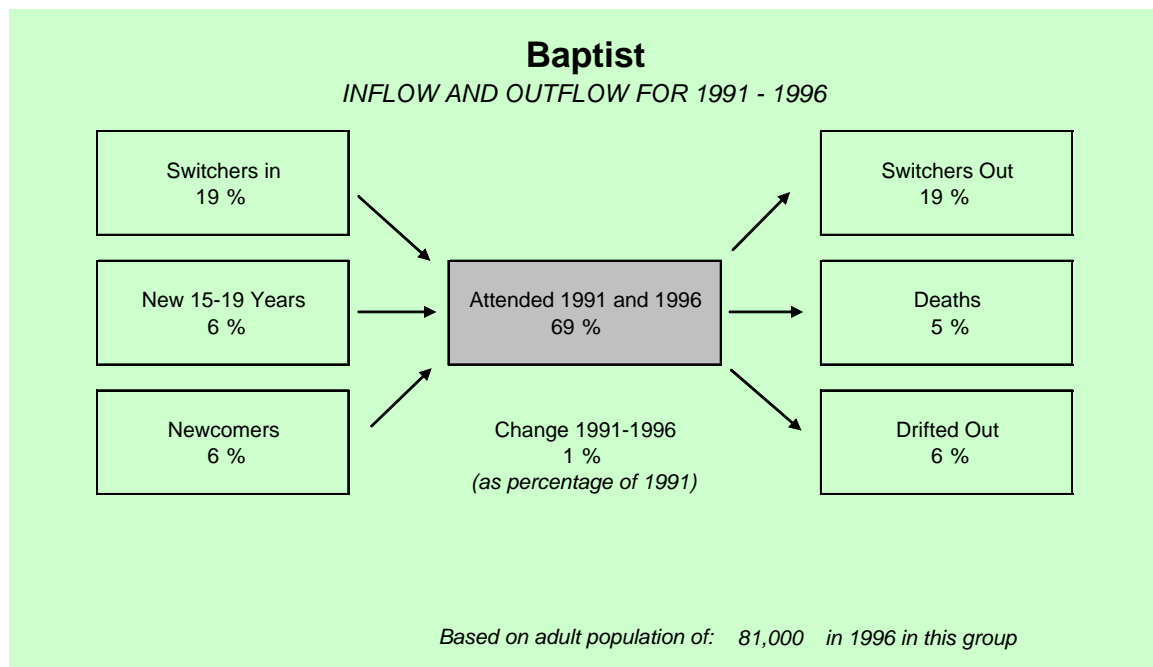 Baptist
INFLOW AND OUTFLOW FOR 1991 - 1996
Switchers in
19 %
Switchers Out
19 %
New 15-19 Years
6 %
Attended 1991 and 1996
69 %
Deaths
5 %
Newcomers
6 %
Change 1991-1996
1 %
(as percentage of 1991)
Drifted Out
6 %
Based on adult population of: 81,000 in 1996 in this group